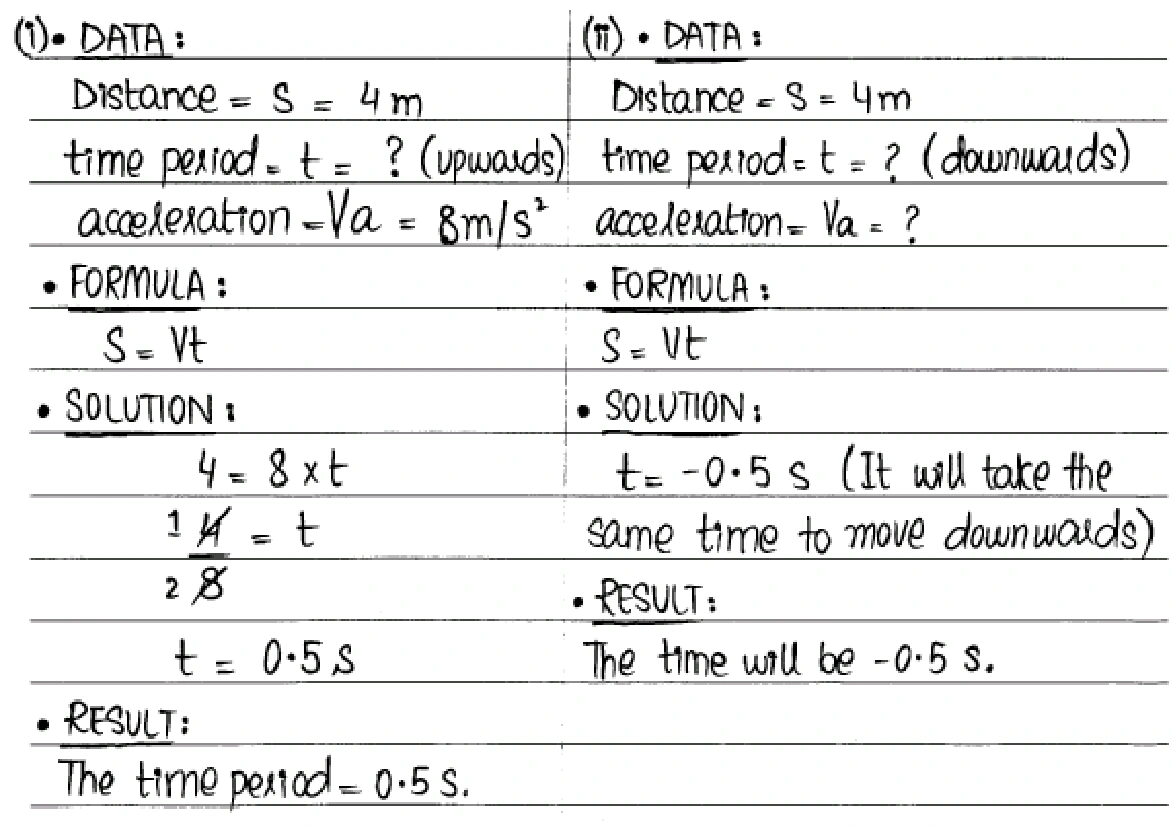 (i). • DATA :
Distance = S = 4 m
time period = t = ? (upwards)
acceleration = Va = 8m/s²
• FORMULA :
S = Vt
• SOLUTION :
4 = 8 x t
1 4 = t
2 8
t = 0.5 s
• RESULT :
The time period = 0.5 s.
(ii) • DATA :
Distance = S = 4m
time period = t = ? (downwards)
acceleration = Va = ?
• FORMULA :
S = Vt
• SOLUTION :
t = -0.5 s (It will take the
same time to move downwards)
• RESULT :
The time will be -0.5 s.